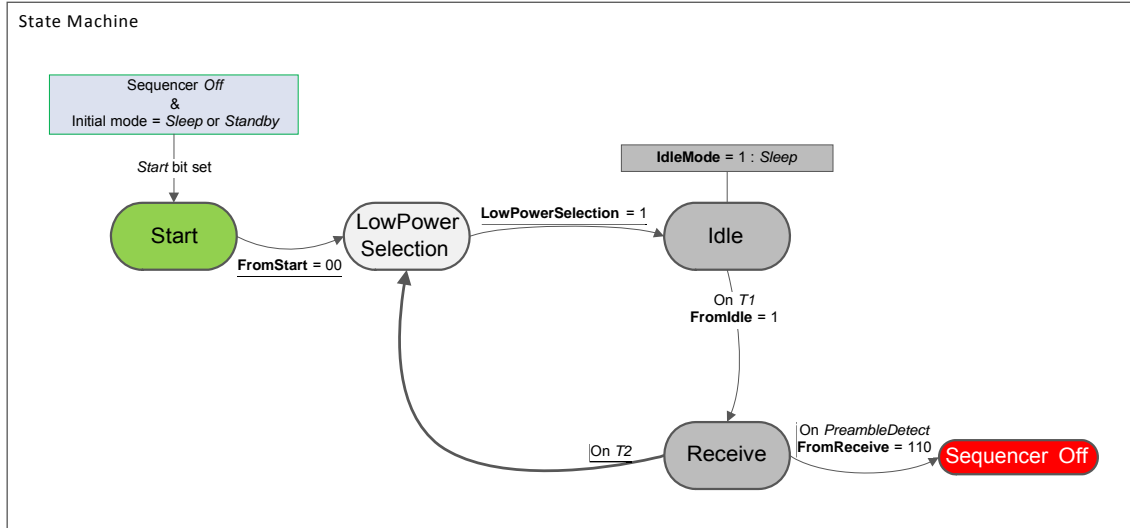 State Machine
Sequencer Off
&
Initial mode = Sleep or Standby
Start bit set
IdleMode = 1 : Sleep
Start
FromStart = 00
LowPower
Selection
LowPowerSelection = 1
Idle
On T1
FromIdle = 1
On T2
Receive
On PreambleDetect
FromReceive = 110
Sequencer Off